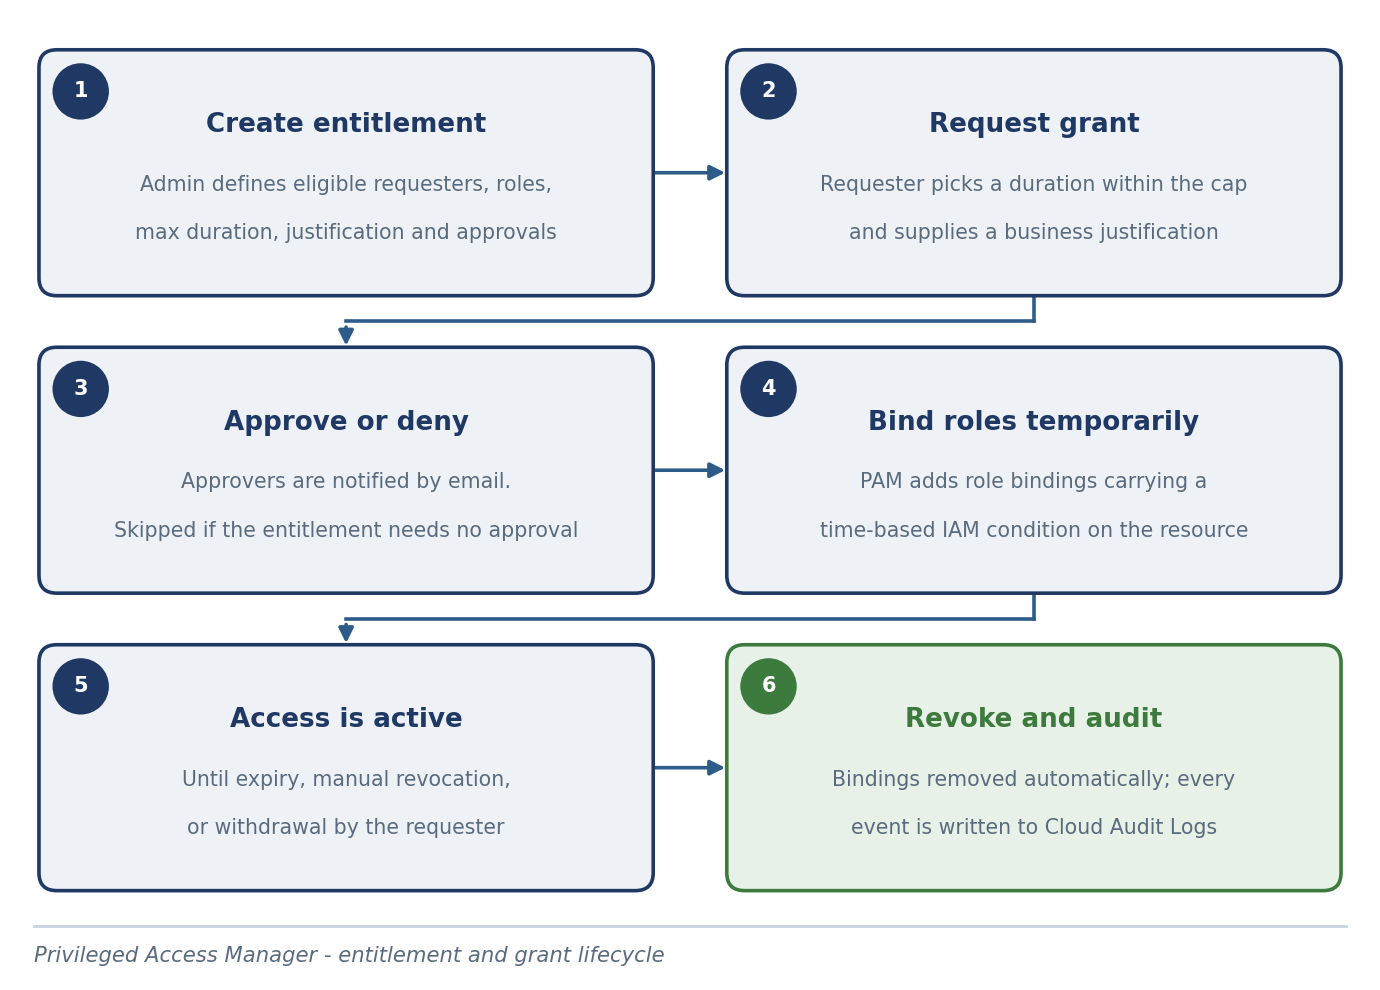 1
Create entitlement
Admin defines eligible requesters, roles,
max duration, justification and approvals
2
Request grant
Requester picks a duration within the cap
and supplies a business justification
3
Approve or deny
Approvers are notified by email.
Skipped if the entitlement needs no approval
4
Bind roles temporarily
PAM adds role bindings carrying a
time-based IAM condition on the resource
5
Access is active
Until expiry, manual revocation,
or withdrawal by the requester
6
Revoke and audit
Bindings removed automatically; every
event is written to Cloud Audit Logs
Privileged Access Manager - entitlement and grant lifecycle